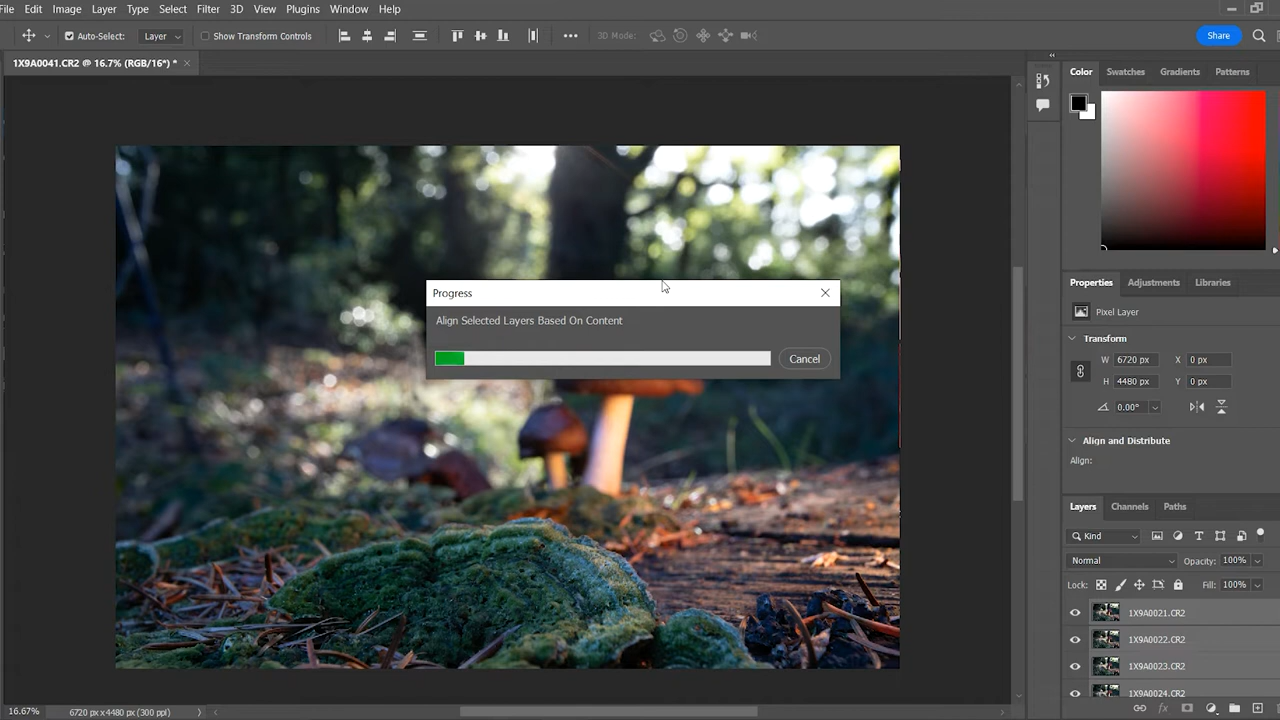 File Edit Image Layer Type Select Filter 3D View Plugins Window Help
Auto-Select: Layer Show Transform Controls 3D Mode: Share
1X9A0041.CR2 @ 16.7% (RGB/16*) * ×
Color Swatches Gradients Patterns
Progress
Align Selected Layers Based On Content
Cancel
Properties Adjustments Libraries
Pixel Layer
Transform
W 6720 px X 0 px
H 4480 px Y 0 px
0.00°
Align and Distribute
Align:
Layers Channels Paths
Kind
Normal Opacity: 100%
Lock: Fill: 100%
1X9A0021.CR2
1X9A0022.CR2
1X9A0023.CR2
1X9A0024.CR2
fx
16.67% 6720 px x 4480 px (300 ppi)